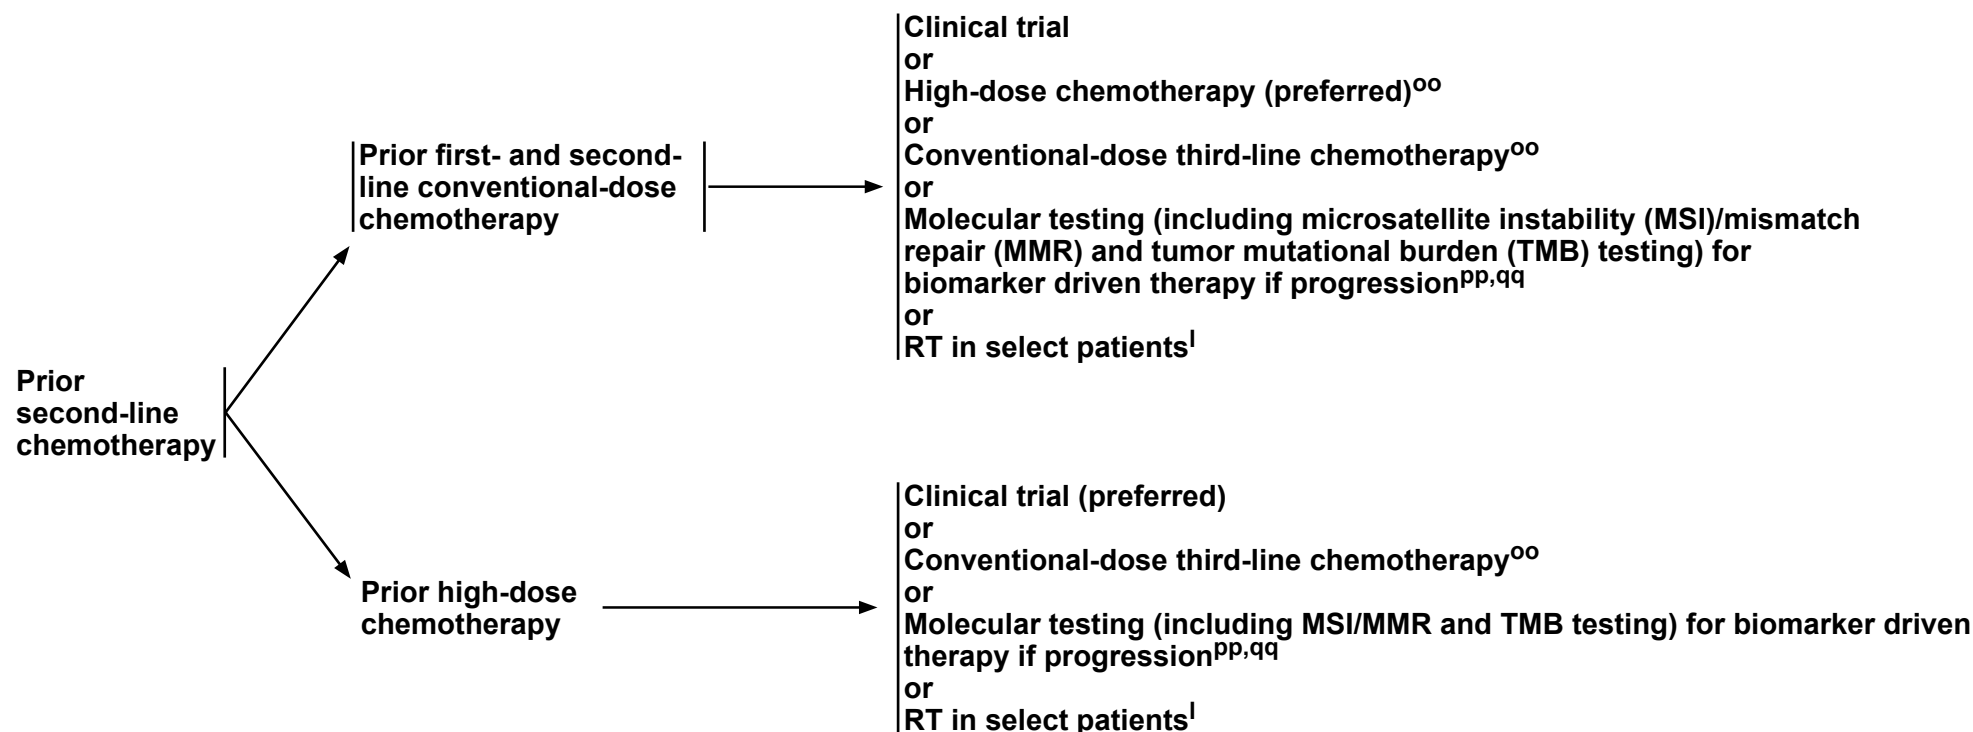 Prior
second-line
chemotherapy
Prior first- and second-
line conventional-dose
chemotherapy
Clinical trial
or
High-dose chemotherapy (preferred)oo
or
Conventional-dose third-line chemotherapyoo
or
Molecular testing (including microsatellite instability (MSI)/mismatch
repair (MMR) and tumor mutational burden (TMB) testing) for
biomarker driven therapy if progressionpp,qq
or
RT in select patientsl
Prior high-dose
chemotherapy
Clinical trial (preferred)
or
Conventional-dose third-line chemotherapyoo
or
Molecular testing (including MSI/MMR and TMB testing) for biomarker driven
therapy if progressionpp,qq
or
RT in select patientsl